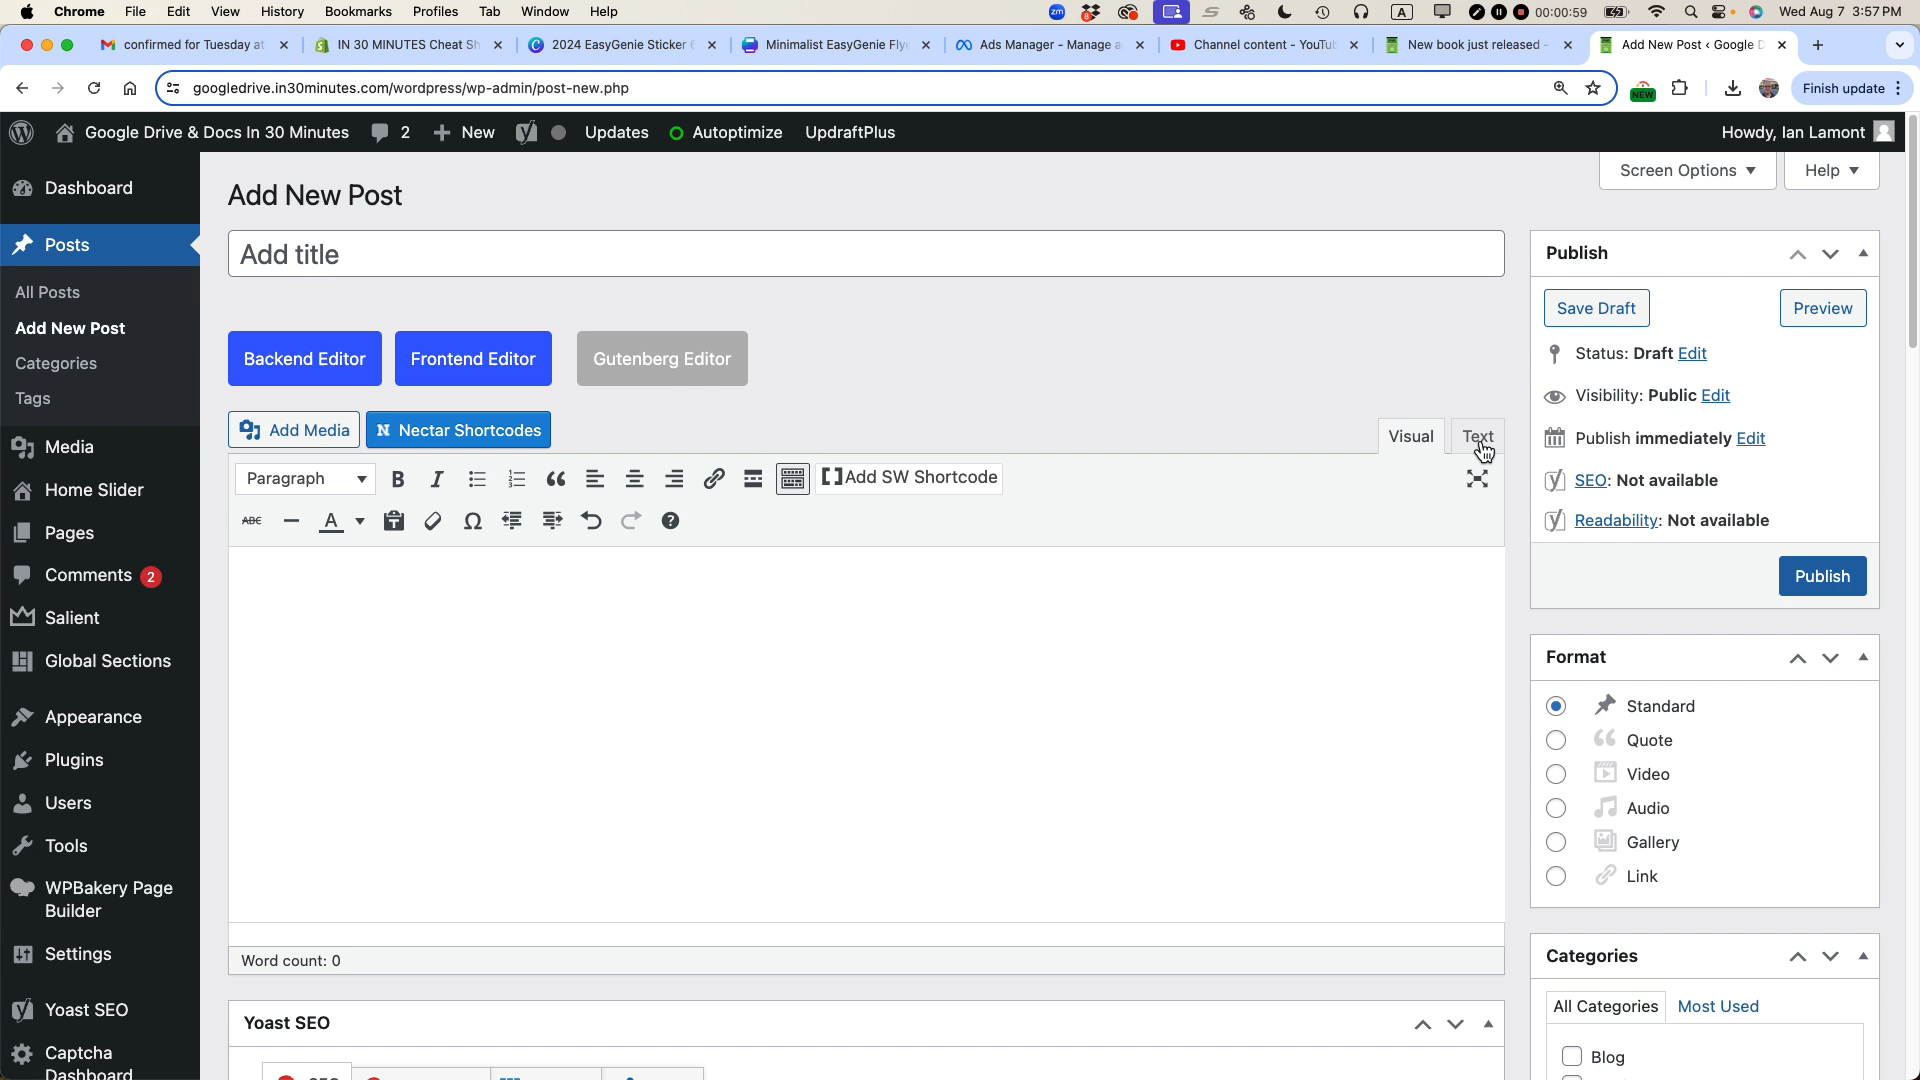 Chrome File Edit View History Bookmarks Profiles Tab Window Help zm 8 A 00:00:59 Wed Aug 7 3:57 PM
confirmed for Tuesday at IN 30 MINUTES Cheat Sh 2024 EasyGenie Sticker Minimalist EasyGenie Fly Ads Manager - Manage a Channel content - YouTu New book just released - Add New Post ‹ Google D
googledrive.in30minutes.com/wordpress/wp-admin/post-new.php NEW Finish update
Google Drive & Docs In 30 Minutes 2 New Updates Autoptimize UpdraftPlus Howdy, Ian Lamont
Screen Options Help
Dashboard
Posts
All Posts
Add New Post
Categories
Tags
Media
Home Slider
Pages
Comments 2
Salient
Global Sections
Appearance
Plugins
Users
Tools
WPBakery Page
Builder
Settings
Yoast SEO
Captcha
Dashboard
Add New Post
Add title
Backend Editor Frontend Editor Gutenberg Editor
Add Media N Nectar Shortcodes Visual Text
Paragraph B I Add SW Shortcode
ABC A
Word count: 0
Yoast SEO
SEO
Publish
Save Draft Preview
Status: Draft Edit
Visibility: Public Edit
Publish immediately Edit
SEO: Not available
Readability: Not available
Publish
Format
Standard
Quote
Video
Audio
Gallery
Link
Categories
All Categories Most Used
Blog